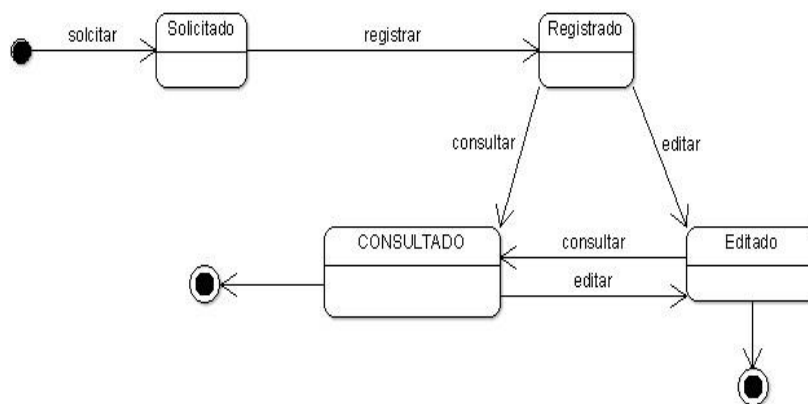 solcitar
Solicitado
registrar
Registrado
consultar
editar
CONSULTADO
consultar
editar
Editado